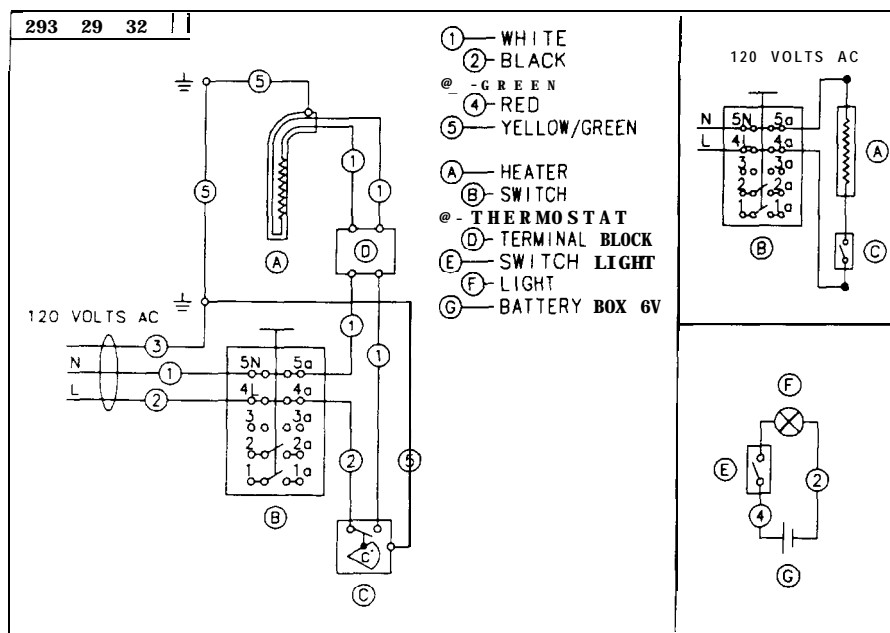 293 29 32
1 WHITE
2 BLACK
@ - GREEN
4 RED
5 YELLOW/GREEN
A HEATER
B SWITCH
@ - THERMOSTAT
D TERMINAL BLOCK
E SWITCH LIGHT
F LIGHT
G BATTERY BOX 6V
5
1 1
5
D
A
120 VOLTS AC
3
N 1
L 2
1
1
5N 5a
4L 4a
3 3a
2 2a
1 1a
2
5
B
C
C
120 VOLTS AC
N 5N 5a
L 4L 4a
3 3a
2 2a
1 1a
A
B
C
F
E
2
4
G